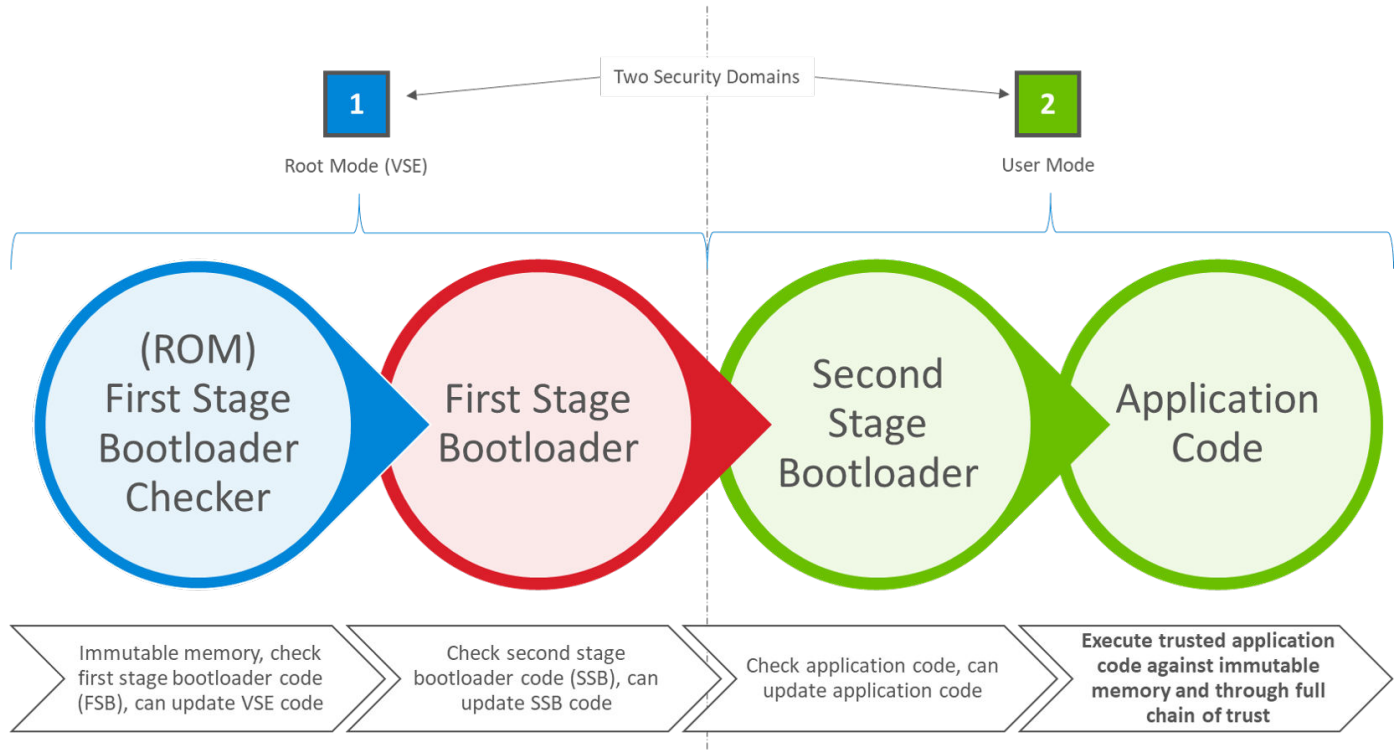 Two Security Domains
1
2
Root Mode (VSE)
User Mode
(ROM)
First Stage
Bootloader
Checker
First Stage
Bootloader
Second
Stage
Bootloader
Application
Code
Immutable memory, check
first stage bootloader code
(FSB), can update VSE code
Check second stage
bootloader code (SSB), can
update SSB code
Check application code, can
update application code
Execute trusted application
code against immutable
memory and through full
chain of trust